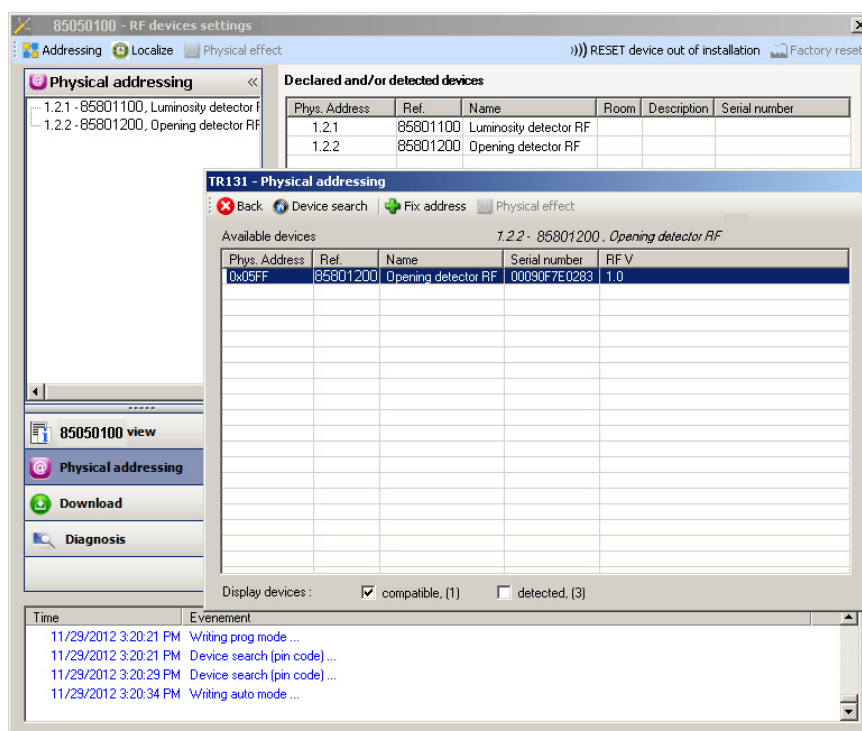 85050100 - RF devices settings
Addressing Localize Physical effect ))) RESET device out of installation Factory reset
Physical addressing «
1.2.1 - 85801100, Luminosity detector
1.2.2 - 85801200, Opening detector RF
Declared and/or detected devices
Phys. Address Ref. Name Room Description Serial number
1.2.1 85801100 Luminosity detector RF
1.2.2 85801200 Opening detector RF
TR131 - Physical addressing
Back Device search Fix address Physical effect
Available devices 1.2.2 - 85801200, Opening detector RF
Phys. Address Ref. Name Serial number RF V
0x05FF 85801200 Opening detector RF 00090F7E0283 1.0
85050100 view
Physical addressing
Download
Diagnosis
Display devices : compatible, (1) detected, (3)
Time Evenement
11/29/2012 3:20:21 PM Writing prog mode ...
11/29/2012 3:20:21 PM Device search (pin code) ...
11/29/2012 3:20:29 PM Device search (pin code) ...
11/29/2012 3:20:34 PM Writing auto mode ...